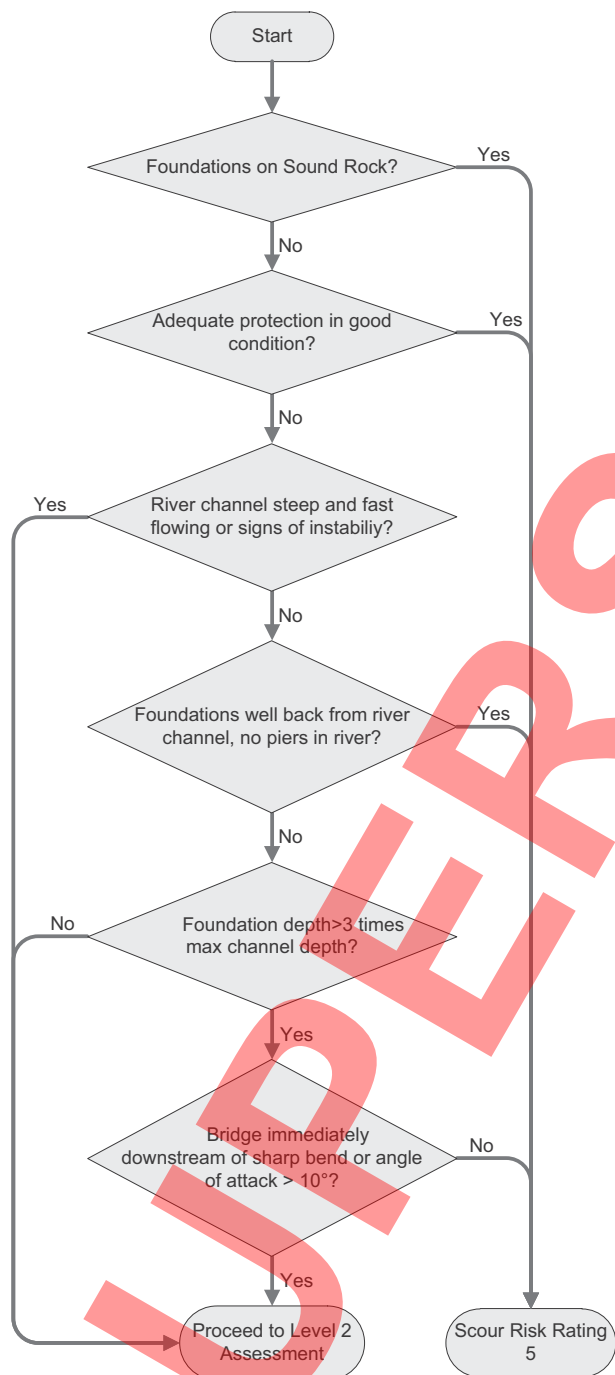 Start
Foundations on Sound Rock?
Yes
No
Adequate protection in good
condition?
Yes
No
Yes
River channel steep and fast
flowing or signs of instabiliy?
No
Foundations well back from river
channel, no piers in river?
Yes
No
No
Foundation depth>3 times
max channel depth?
Yes
Bridge immediately
downstream of sharp bend or angle
of attack > 10°?
No
Yes
Proceed to Level 2
Assessment
Scour Risk Rating
5
UPERS